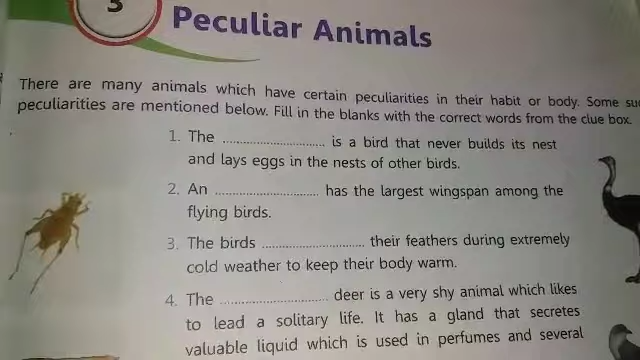 3
Peculiar Animals
There are many animals which have certain peculiarities in their habit or body. Some
peculiarities are mentioned below. Fill in the blanks with the correct words from the clue box.
1. The ............................ is a bird that never builds its nest
and lays eggs in the nests of other birds.
2. An ............................ has the largest wingspan among the
flying birds.
3. The birds ............................ their feathers during extremely
cold weather to keep their body warm.
4. The ............................ deer is a very shy animal which likes
to lead a solitary life. It has a gland that secretes
valuable liquid which is used in perfumes and several